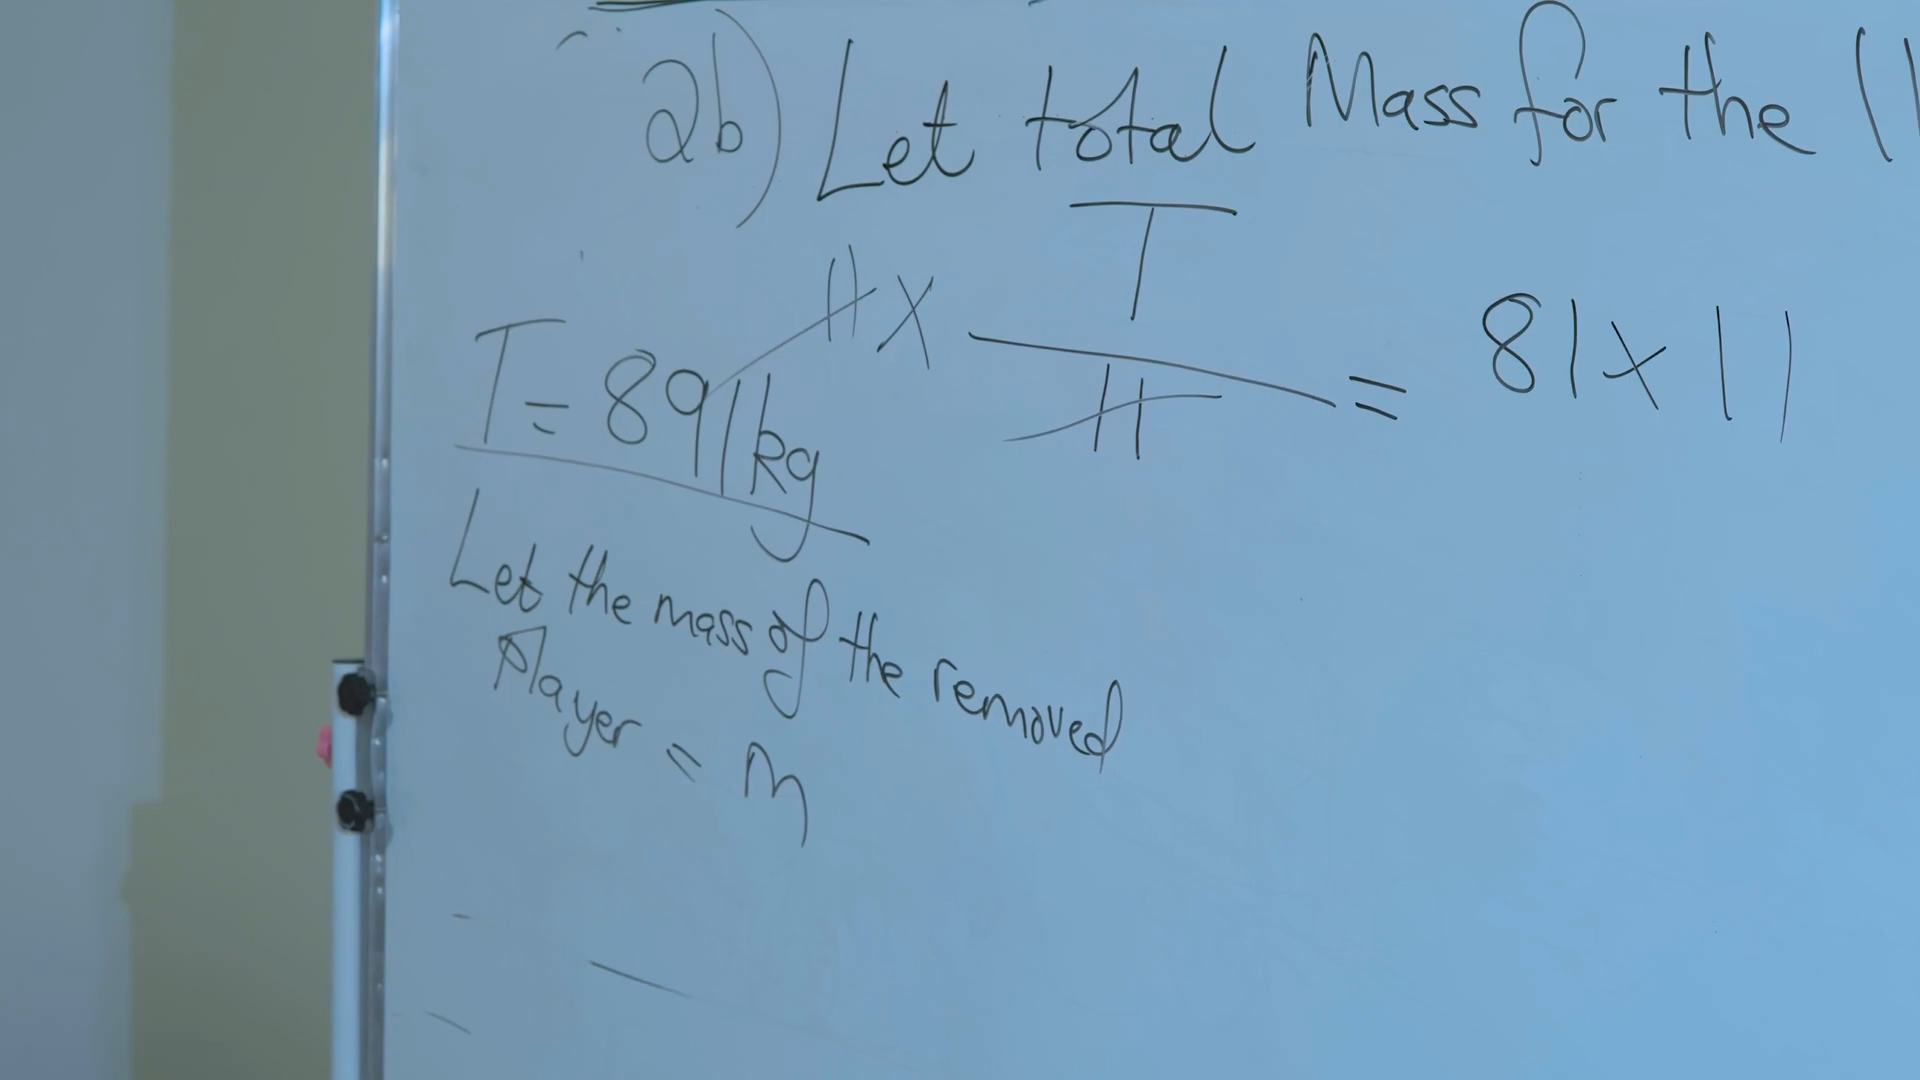 2b) Let total Mass for the 11
11 x T
11 = 81 x 11
T = 891kg
Let the mass of the removed
Player = m